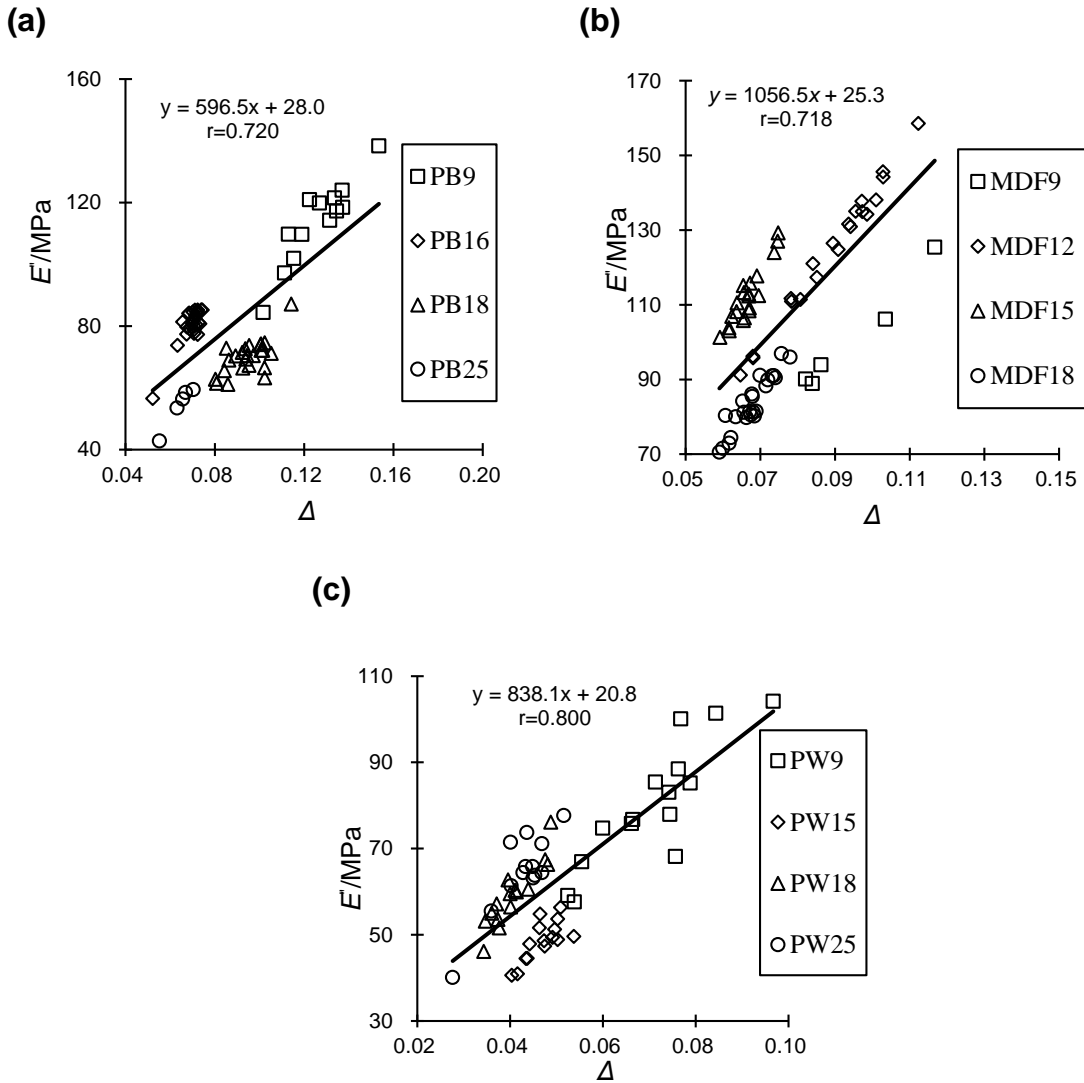 (a)
160
120
80
40
0.04
0.08
0.12
0.16
0.20
E"/MPa
Δ
y = 596.5x + 28.0
r=0.720
PB9
PB16
PB18
PB25
(b)
170
150
130
110
90
70
0.05
0.07
0.09
0.11
0.13
0.15
E"/MPa
Δ
y = 1056.5x + 25.3
r=0.718
MDF9
MDF12
MDF15
MDF18
(c)
110
90
70
50
30
0.02
0.04
0.06
0.08
0.10
E"/MPa
Δ
y = 838.1x + 20.8
r=0.800
PW9
PW15
PW18
PW25